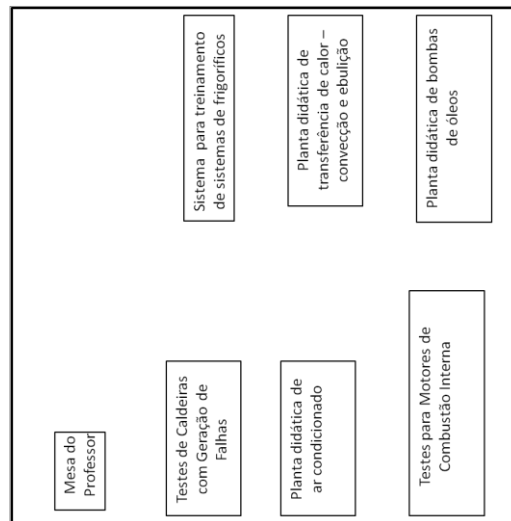 Mesa do
Professor
Testes de Caldeiras
com Geração de
Falhas
Planta didática de
ar condicionado
Testes para Motores de
Combustão Interna
Sistema para treinamento
de sistemas de frigoríficos
Planta didática de
transferência de calor –
convecção e ebulição
Planta didática de bombas
de óleos